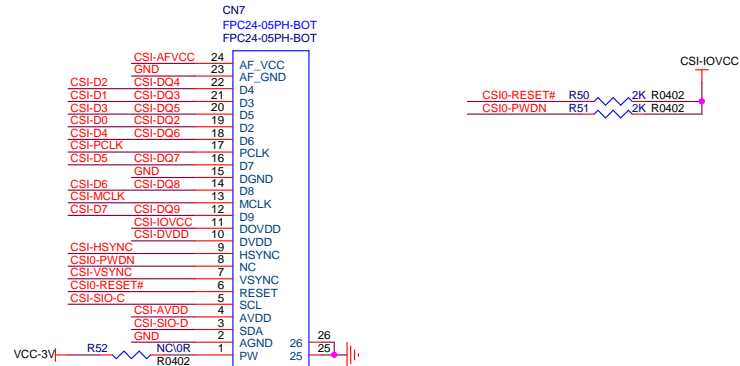 CN7
FPC24-05PH-BOT
FPC24-05PH-BOT
CSI-AFVCC 24 AF_VCC
GND 23 AF_GND
CSI-D2 CSI-DQ4 22 D4
CSI-D1 CSI-DQ3 21 D3
CSI-D3 CSI-DQ5 20 D5
CSI-D0 CSI-DQ2 19 D2
CSI-D4 CSI-DQ6 18 D6
CSI-PCLK 17 PCLK
CSI-D5 CSI-DQ7 16 D7
GND 15 DGND
CSI-D6 CSI-DQ8 14 D8
CSI-MCLK 13 MCLK
CSI-D7 CSI-DQ9 12 D9
CSI-IOVCC 11 DOVDD
CSI-DVDD 10 DVDD
CSI-HSYNC 9 HSYNC
CSI0-PWDN 8 NC
CSI-VSYNC 7 VSYNC
CSI0-RESET# 6 RESET
CSI-SIO-C 5 SCL
CSI-AVDD 4 AVDD
CSI-SIO-D 3 SDA
GND 2 AGND 26 26
VCC-3V R52 NC\0R 1 PW 25 25
R0402
CSI-IOVCC
CSI0-RESET# R50 2K R0402
CSI0-PWDN R51 2K R0402